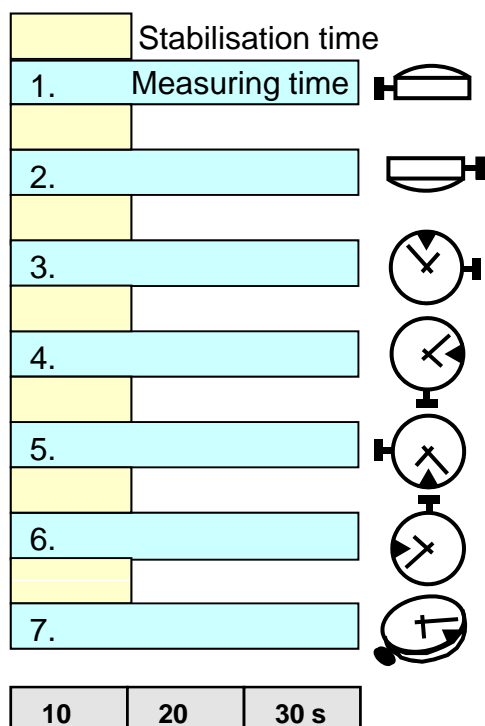 Stabilisation time
1. Measuring time
2.
3.
4.
5.
6.
7.
10 20 30 s